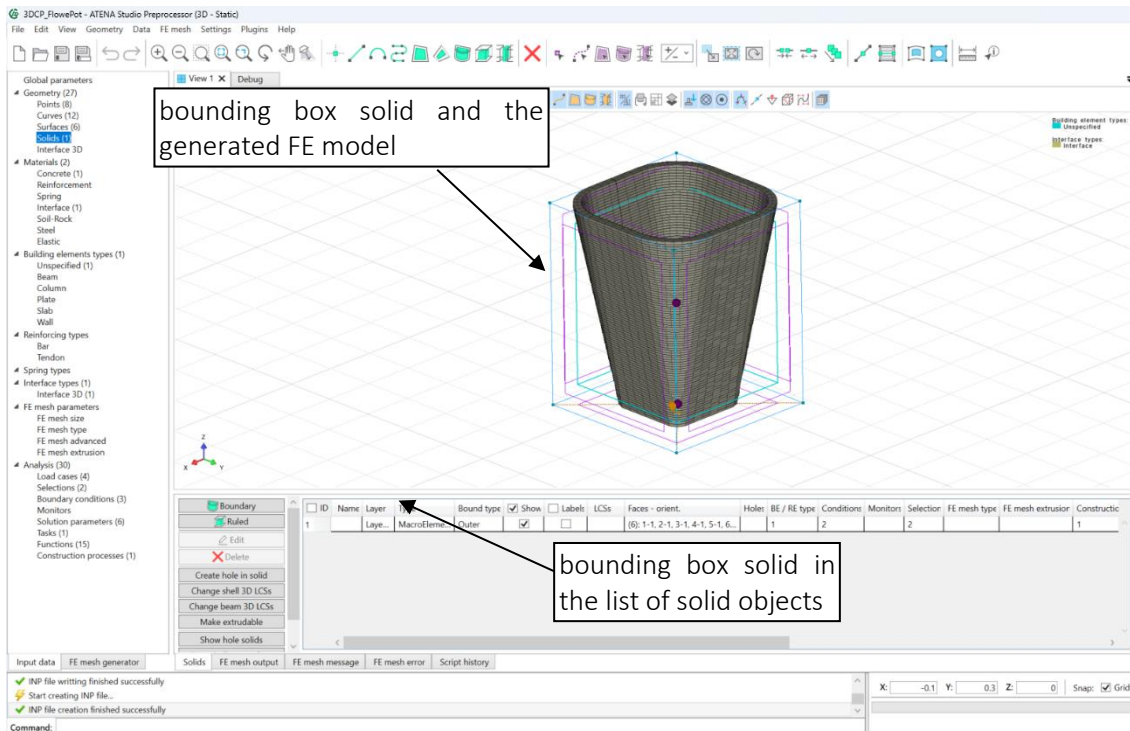 3DCP_FlowePot - ATENA Studio Preprocessor (3D - Static)
File Edit View Geometry Data FE mesh Settings Plugins Help
Global parameters
Geometry (27)
Points (8)
Curves (12)
Surfaces (6)
Solids (1)
Interface 3D
Materials (2)
Concrete (1)
Reinforcement
Spring
Interface (1)
Soil-Rock
Steel
Elastic
Building elements types (1)
Unspecified (1)
Beam
Column
Plate
Slab
Wall
Reinforcing types
Bar
Tendon
Spring types
Interface types (1)
Interface 3D (1)
FE mesh parameters
FE mesh size
FE mesh type
FE mesh advanced
FE mesh extrusion
Analysis (30)
Load cases (4)
Selections (2)
Boundary conditions (3)
Monitors
Solution parameters (6)
Tasks (1)
Functions (15)
Construction processes (1)
Input data FE mesh generator
View 1 X Debug
bounding box solid and the
generated FE model
Building element types:
Unspecified
Interface types:
Interface
z
x y
Boundary
Ruled
Edit
Delete
Create hole in solid
Change shell 3D LCSs
Change beam 3D LCSs
Make extrudable
Show hole solids
ID Name Layer Bound type Show Labels LCSs Faces - orient. Holes BE / RE type Conditions Monitors Selection FE mesh type FE mesh extrusion Constructic
1 Laye... MacroEleme... Outer (6): 1-1, 2-1, 3-1, 4-1, 5-1, 6... 1 2 2 1
bounding box solid in
the list of solid objects
Solids FE mesh output FE mesh message FE mesh error Script history
INP file writting finished successfully
Start creating INP file...
INP file creation finished successfully
Command:
X: -0.1 Y: 0.3 Z: 0 Snap: Grid